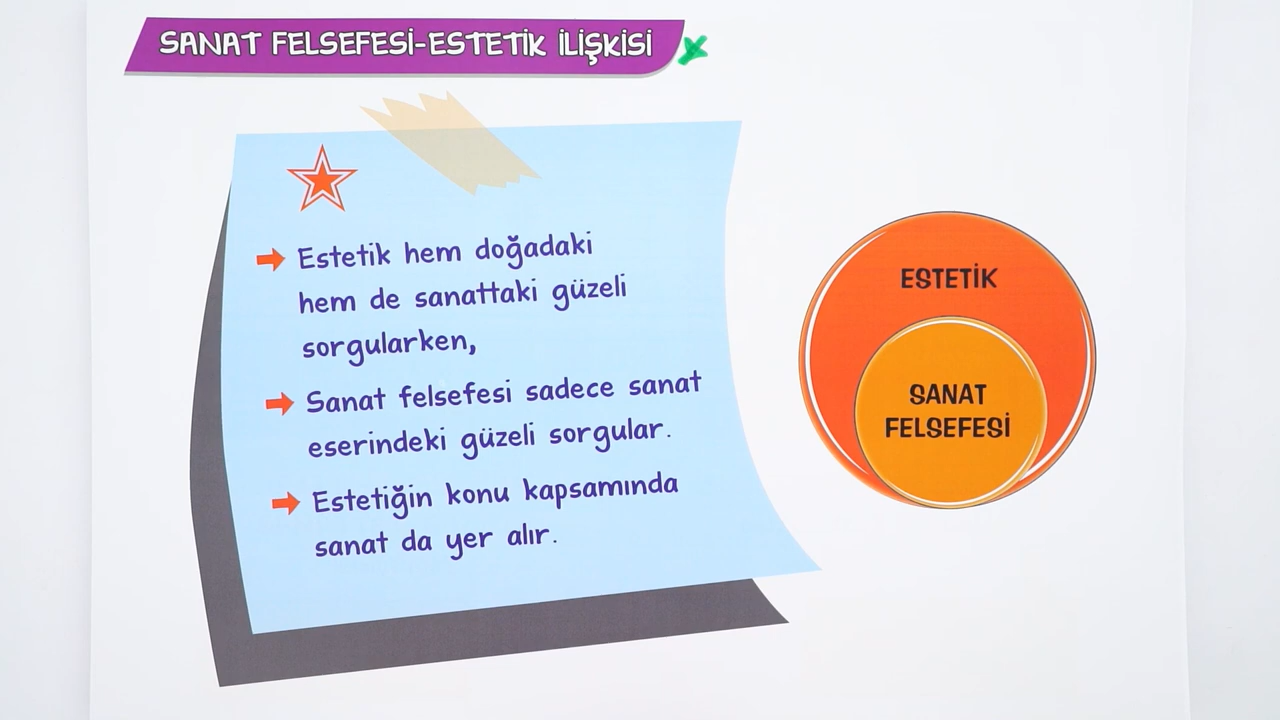 SANAT FELSEFESİ-ESTETİK İLİŞKİSİ
Estetik hem doğadaki
hem de sanattaki güzeli
sorgularken,
Sanat felsefesi sadece sanat
eserindeki güzeli sorgular.
Estetiğin konu kapsamında
sanat da yer alır.
ESTETİK
SANAT
FELSEFESİ